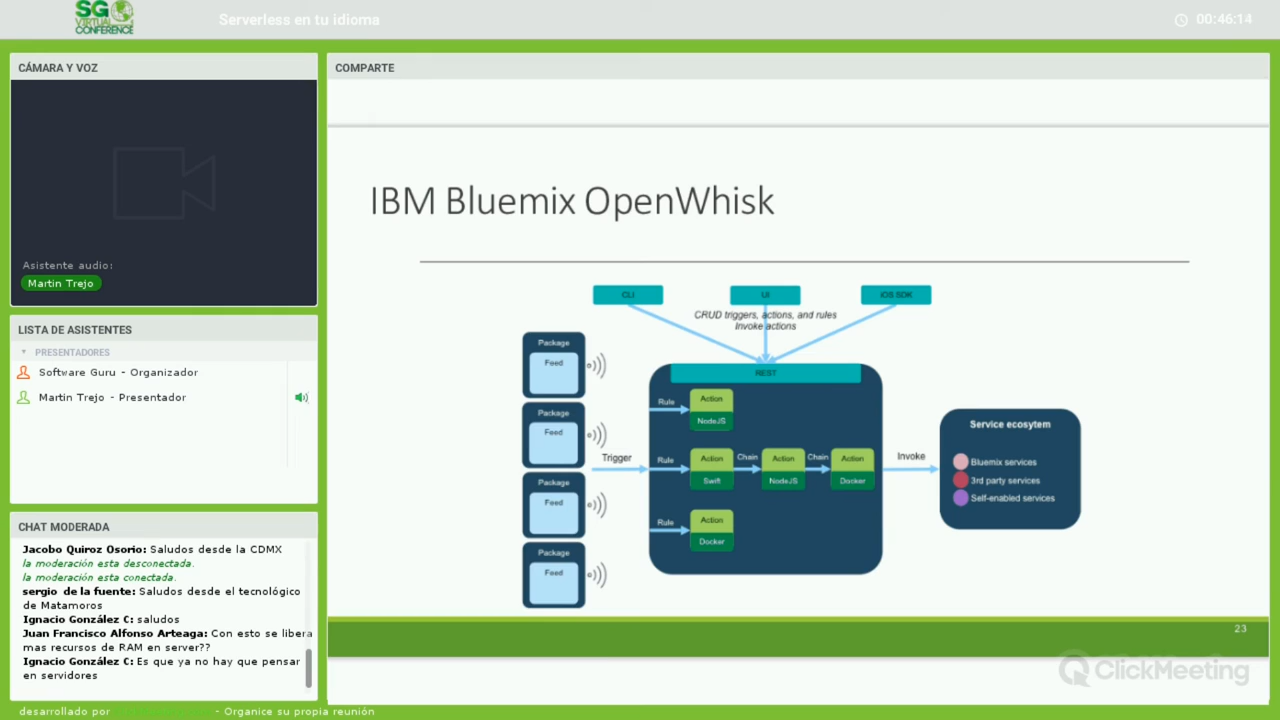 SG
VIRTUAL
CONFERENCE
Serverless en tu idioma
00:46:14
CÁMARA Y VOZ
Asistente audio:
Martin Trejo
LISTA DE ASISTENTES
PRESENTADORES
Software Guru - Organizador
Martin Trejo - Presentador
CHAT MODERADA
Jacobo Quiroz Osorio: Saludos desde la CDMX
la moderación esta desconectada.
la moderación esta conectada.
sergio de la fuente: Saludos desde el tecnológico
de Matamoros
Ignacio González C: saludos
Juan Francisco Alfonso Arteaga: Con esto se libera
mas recursos de RAM en server??
Ignacio González C: Es que ya no hay que pensar
en servidores
COMPARTE
IBM Bluemix OpenWhisk
CLI
UI
iOS SDK
CRUD triggers, actions, and rules
Invoke actions
Package
Feed
Package
Feed
Package
Feed
Package
Feed
Trigger
REST
Rule
Action
NodeJS
Rule
Action
Swift
Chain
Action
NodeJS
Chain
Action
Docker
Rule
Action
Docker
Invoke
Service ecosytem
Bluemix services
3rd party services
Self-enabled services
23
ClickMeeting
desarrollado por
- Organice su propia reunión